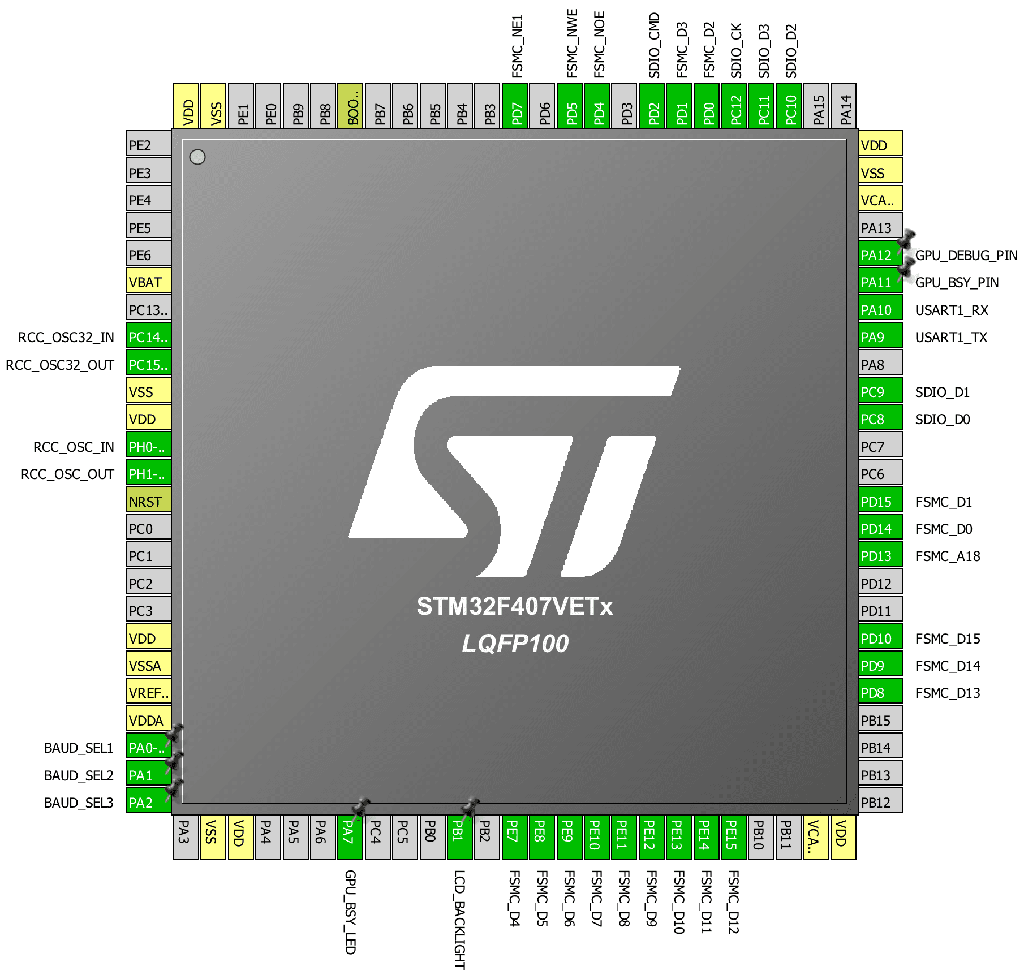 FSMC_NE1
FSMC_NWE
FSMC_NOE
SDIO_CMD
FSMC_D3
FSMC_D2
SDIO_CK
SDIO_D3
SDIO_D2
VDD
VSS
PE1
PE0
PB9
PB8
BOO..
PB7
PB6
PB5
PB4
PB3
PD7
PD6
PD5
PD4
PD3
PD2
PD1
PD0
PC12
PC11
PC10
PA15
PA14
PE2
PE3
PE4
PE5
PE6
VBAT
PC13..
RCC_OSC32_IN PC14..
RCC_OSC32_OUT PC15..
VSS
VDD
RCC_OSC_IN PH0-..
RCC_OSC_OUT PH1-..
NRST
PC0
PC1
PC2
PC3
VDD
VSSA
VREF..
VDDA
BAUD_SEL1 PA0-..
BAUD_SEL2 PA1
BAUD_SEL3 PA2
ST
STM32F407VETx
LQFP100
VDD
VSS
VCA..
PA13
PA12 GPU_DEBUG_PIN
PA11 GPU_BSY_PIN
PA10 USART1_RX
PA9 USART1_TX
PA8
PC9 SDIO_D1
PC8 SDIO_D0
PC7
PC6
PD15 FSMC_D1
PD14 FSMC_D0
PD13 FSMC_A18
PD12
PD11
PD10 FSMC_D15
PD9 FSMC_D14
PD8 FSMC_D13
PB15
PB14
PB13
PB12
PA3
VSS
VDD
PA4
PA5
PA6
PA7
PC4
PC5
PB0
PB1
PB2
PE7
PE8
PE9
PE10
PE11
PE12
PE13
PE14
PE15
PB10
PB11
VCA..
VDD
GPU_BSY_LED
LCD_BACKLIGHT
FSMC_D4
FSMC_D5
FSMC_D6
FSMC_D7
FSMC_D8
FSMC_D9
FSMC_D10
FSMC_D11
FSMC_D12